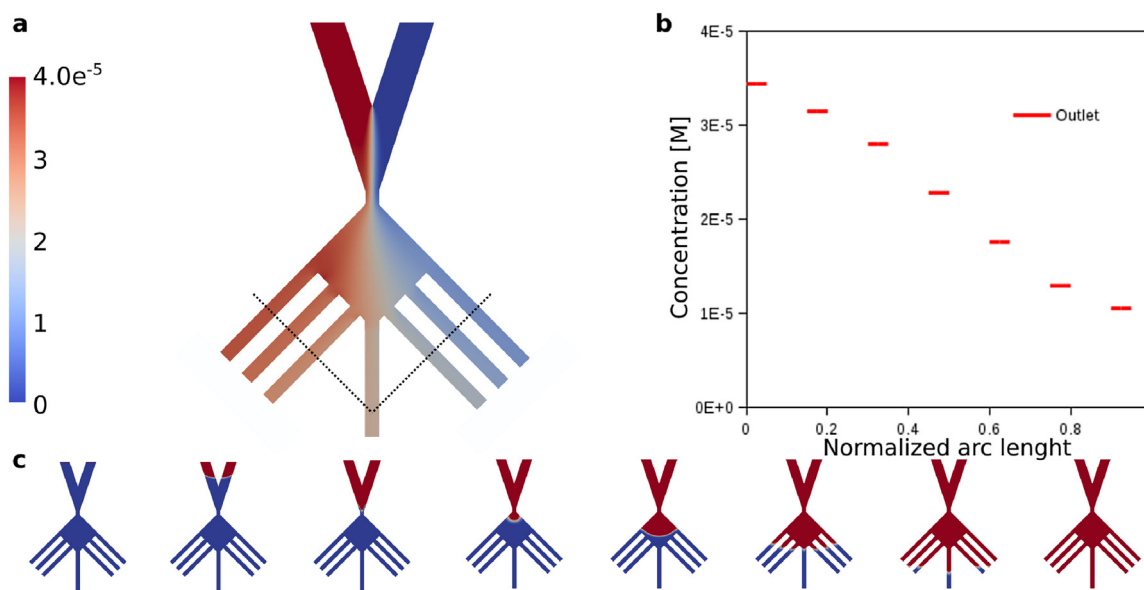 a
4.0e-5
3
2
1
0
b
4E-5
3E-5
2E-5
1E-5
0E+0
Concentration [M]
Outlet
0 0.2 0.4 0.6 0.8
Normalized arc lenght
c